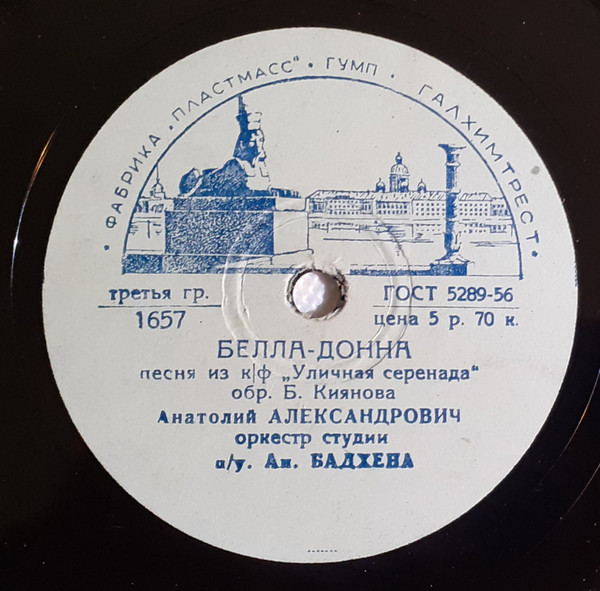 • ФАБРИКА „ПЛАСТМАСС" • ГУМП • ГАЛХИМТРЕСТ •
третья гр.
1657
ГОСТ 5289-56
цена 5 р. 70 к.
БЕЛЛА-ДОННА
песня из к/ф „Уличная серенада"
обр. Б. Киянова
Анатолий АЛЕКСАНДРОВИЧ
оркестр студии
п/у. Ан. БАДХЕНА